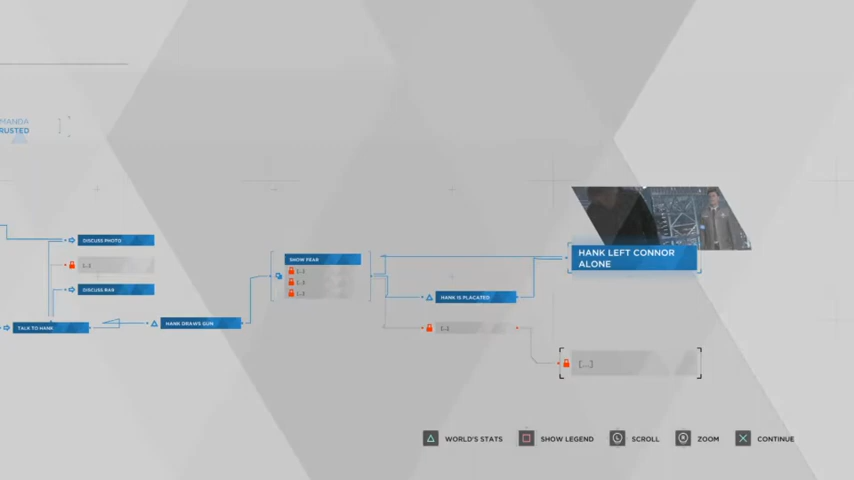 MANDA
RUSTED
DISCUSS PHOTO
[...]
DISCUSS BAR
TALK TO HANK
HANK DRAWS GUN
SHOW FEAR
[...]
[...]
[...]
HANK IS PLACATED
[...]
HANK LEFT CONNOR
ALONE
[...]
WORLD'S STATS
SHOW LEGEND
L
SCROLL
R
ZOOM
CONTINUE